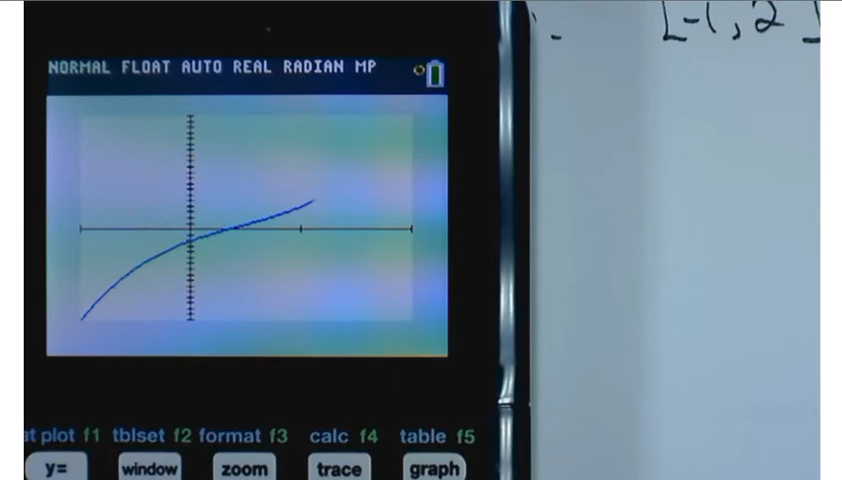 [-1, 2]
NORMAL FLOAT AUTO REAL RADIAN MP
plot f1 tblset f2 format f3 calc f4 table f5
y= window zoom trace graph